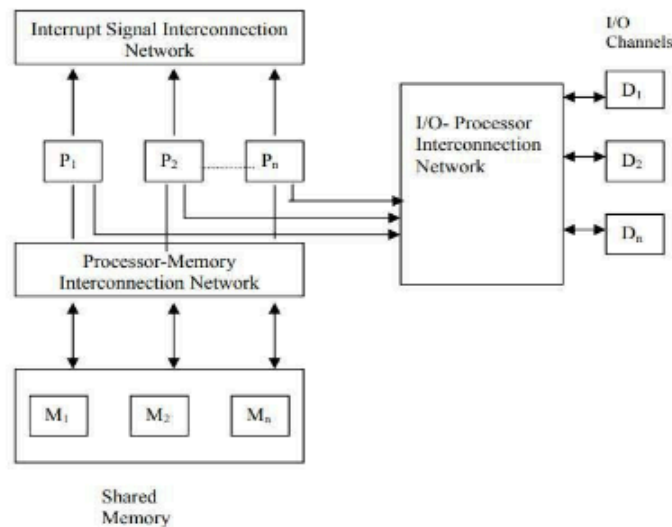 Interrupt Signal Interconnection
Network
I/O
Channels
P₁
P₂
Pₙ
I/O- Processor
Interconnection
Network
D₁
D₂
Dₙ
Processor-Memory
Interconnection Network
M₁
M₂
Mₙ
Shared
Memory